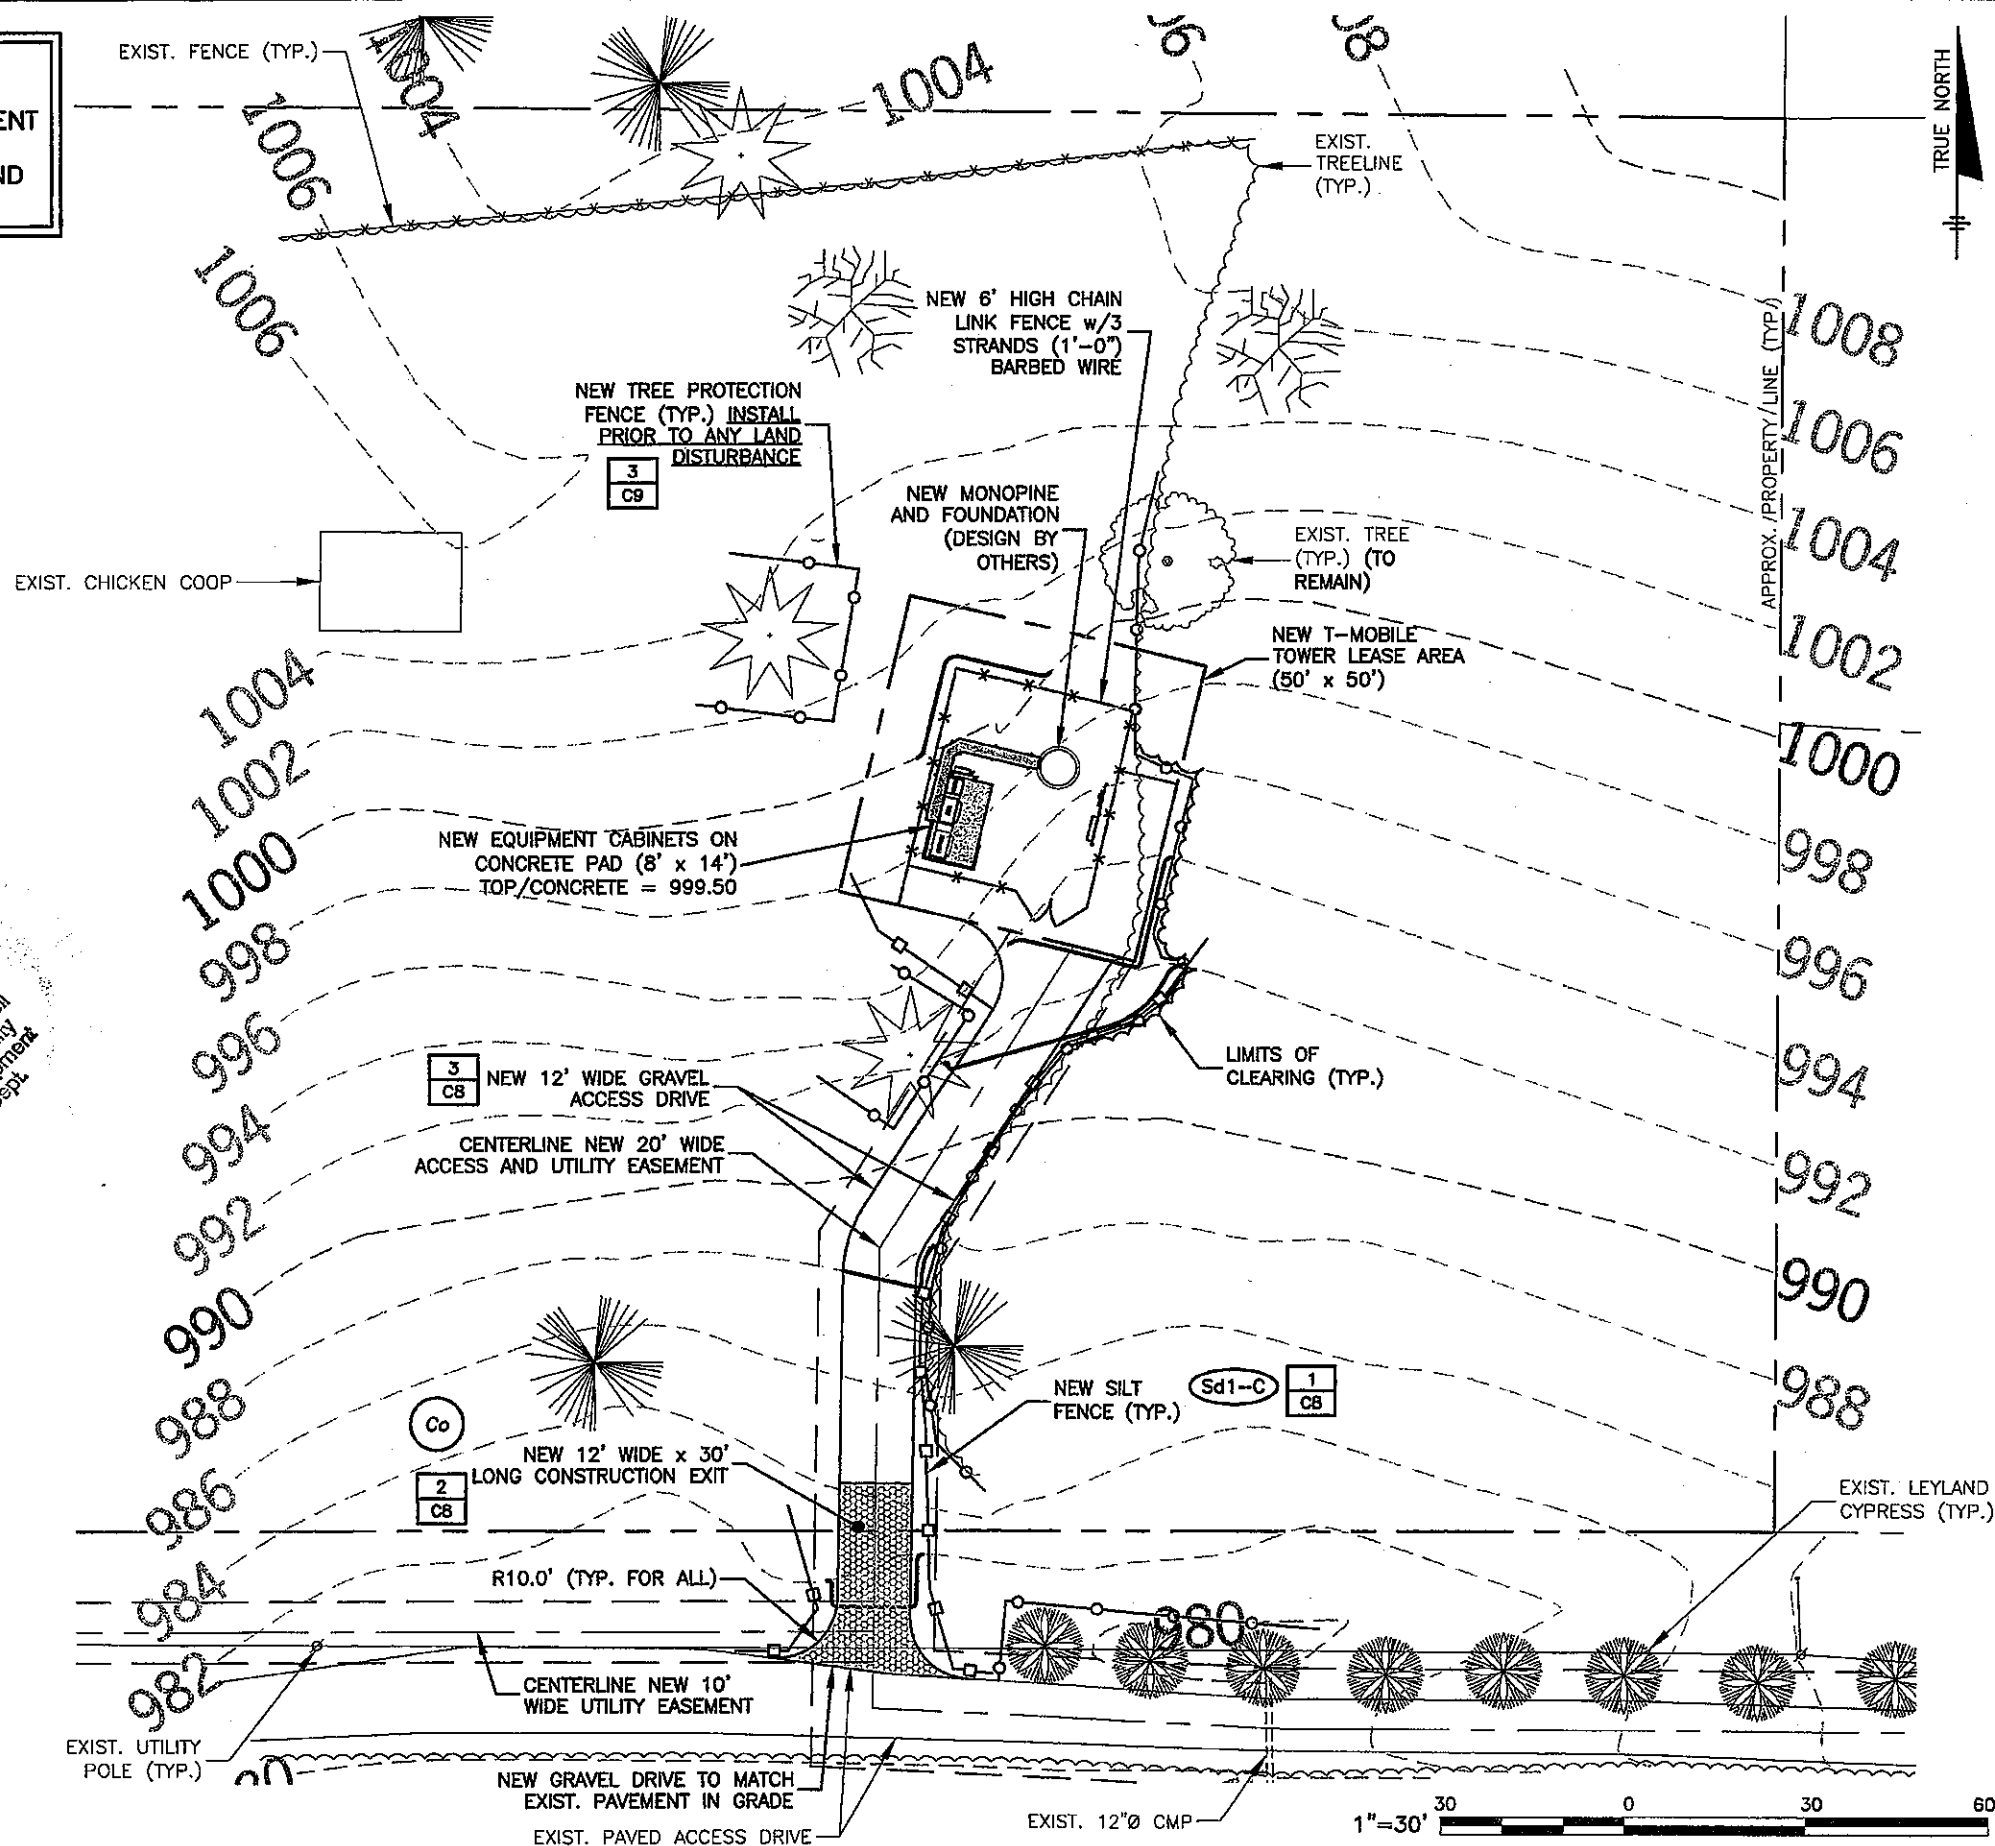 EXIST. FENCE (TYP.)
ENT
ND
1004
1004
96
98
TRUE NORTH
1006
1006
EXIST.
TREELINE
(TYP.)
NEW 6' HIGH CHAIN
LINK FENCE w/3
STRANDS (1'-0")
BARBED WIRE
APPROX. PROPERTY LINE (TYP.)
1008
1006
1004
1002
1000
998
996
994
992
990
988
NEW TREE PROTECTION
FENCE (TYP.) INSTALL
PRIOR TO ANY LAND
DISTURBANCE
3
C9
NEW MONOPINE
AND FOUNDATION
(DESIGN BY
OTHERS)
EXIST. TREE
(TYP.) (TO
REMAIN)
EXIST. CHICKEN COOP
NEW T-MOBILE
TOWER LEASE AREA
(50' x 50')
1004
1002
1000
998
996
994
992
990
988
986
984
982
NEW EQUIPMENT CABINETS ON
CONCRETE PAD (8' x 14')
TOP/CONCRETE = 999.50
LIMITS OF
CLEARING (TYP.)
3
C8
NEW 12' WIDE GRAVEL
ACCESS DRIVE
CENTERLINE NEW 20' WIDE
ACCESS AND UTILITY EASEMENT
NEW SILT
FENCE (TYP.)
Sd1-C
1
C8
Co
NEW 12' WIDE x 30'
LONG CONSTRUCTION EXIT
2
C8
EXIST. LEYLAND
CYPRESS (TYP.)
R10.0' (TYP. FOR ALL)
980
CENTERLINE NEW 10'
WIDE UTILITY EASEMENT
EXIST. UTILITY
POLE (TYP.)
NEW GRAVEL DRIVE TO MATCH
EXIST. PAVEMENT IN GRADE
EXIST. PAVED ACCESS DRIVE
EXIST. 12"Ø CMP
1"=30'
30 0 30 60